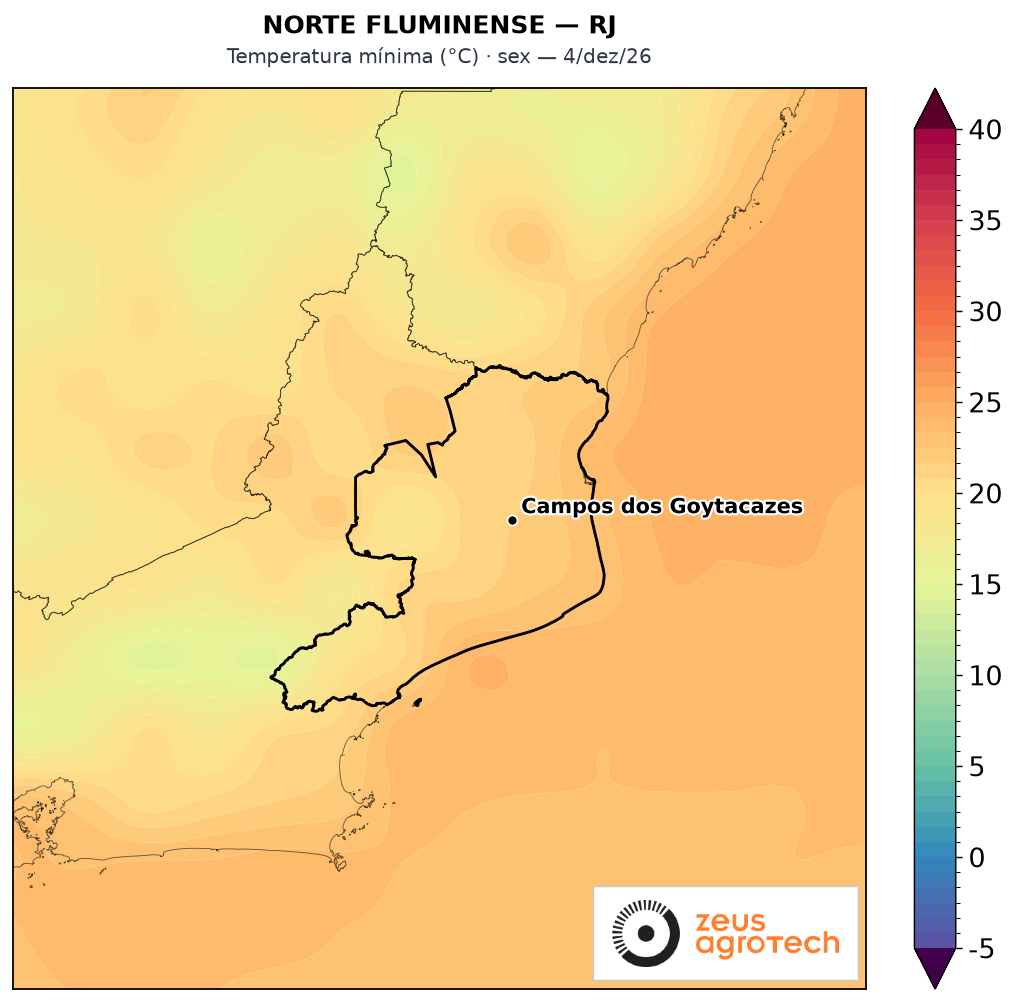 NORTE FLUMINENSE — RJ
Temperatura mínima (°C) · sex — 4/dez/26
40
35
30
25
20
15
10
5
0
-5
Campos dos Goytacazes
zeus
agrotech